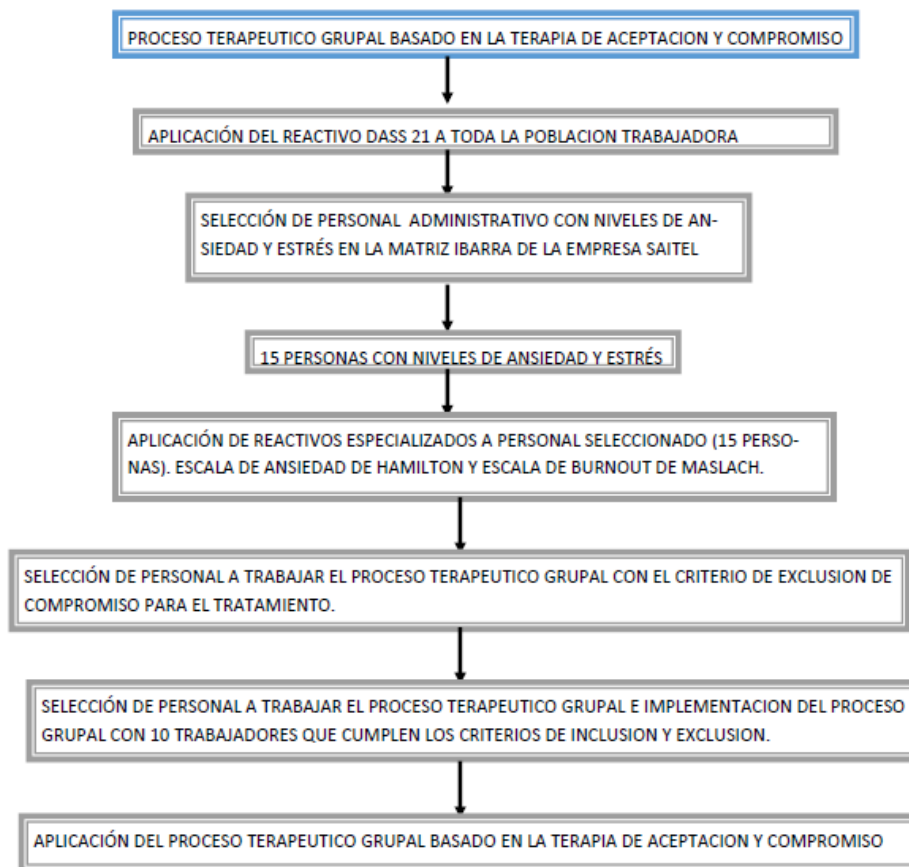 PROCESO TERAPEUTICO GRUPAL BASADO EN LA TERAPIA DE ACEPTACION Y COMPROMISO
APLICACIÓN DEL REACTIVO DASS 21 A TODA LA POBLACION TRABAJADORA
SELECCIÓN DE PERSONAL ADMINISTRATIVO CON NIVELES DE AN-
SIEDAD Y ESTRÉS EN LA MATRIZ IBARRA DE LA EMPRESA SAITEL
15 PERSONAS CON NIVELES DE ANSIEDAD Y ESTRÉS
APLICACIÓN DE REACTIVOS ESPECIALIZADOS A PERSONAL SELECCIONADO (15 PERSO-
NAS). ESCALA DE ANSIEDAD DE HAMILTON Y ESCALA DE BURNOUT DE MASLACH.
SELECCIÓN DE PERSONAL A TRABAJAR EL PROCESO TERAPEUTICO GRUPAL CON EL CRITERIO DE EXCLUSION DE
COMPROMISO PARA EL TRATAMIENTO.
SELECCIÓN DE PERSONAL A TRABAJAR EL PROCESO TERAPEUTICO GRUPAL E IMPLEMENTACION DEL PROCESO
GRUPAL CON 10 TRABAJADORES QUE CUMPLEN LOS CRITERIOS DE INCLUSION Y EXCLUSION.
APLICACIÓN DEL PROCESO TERAPEUTICO GRUPAL BASADO EN LA TERAPIA DE ACEPTACION Y COMPROMISO